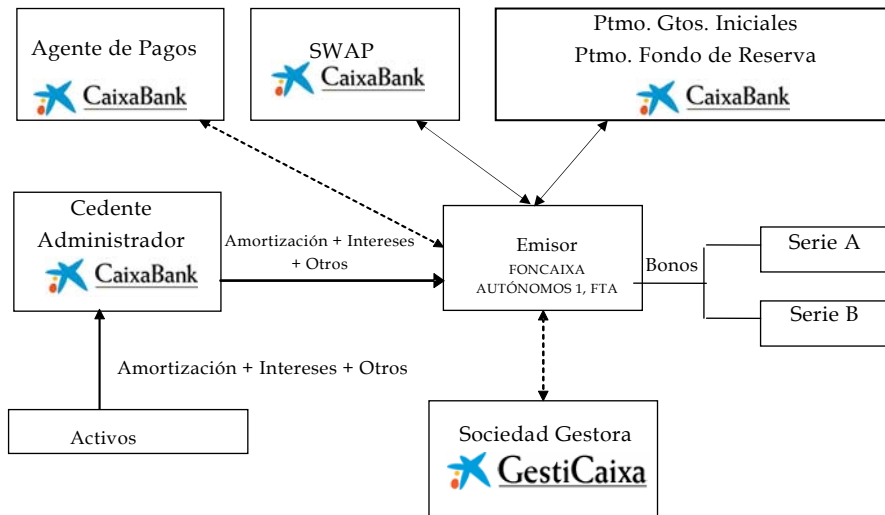 Agente de Pagos
CaixaBank
SWAP
CaixaBank
Ptmo. Gtos. Iniciales
Ptmo. Fondo de Reserva
CaixaBank
Cedente
Administrador
CaixaBank
Amortización + Intereses
+ Otros
Emisor
FONCAIXA
AUTÓNOMOS 1, FTA
Bonos
Serie A
Serie B
Amortización + Intereses + Otros
Activos
Sociedad Gestora
GestiCaixa